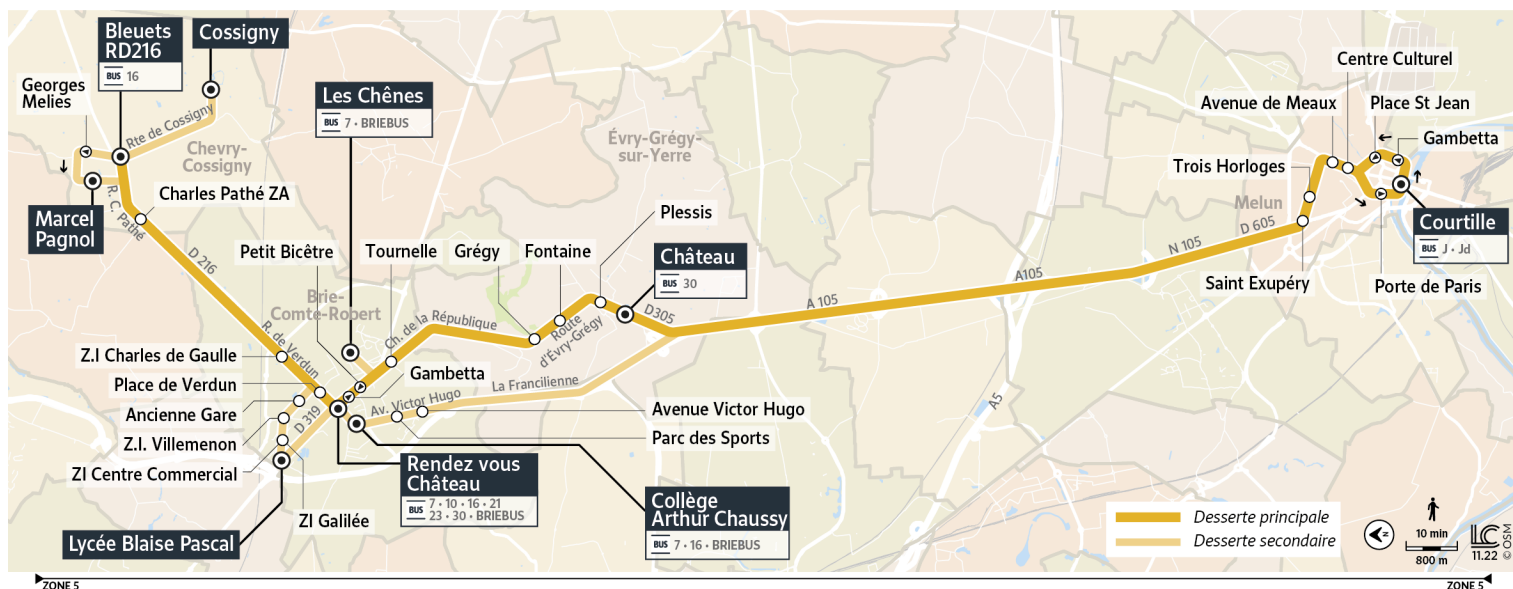 Bleuets
RD216
BUS 16
Cossigny
Georges
Melies
Rte de Cossigny
Chevry-
Cossigny
Marcel
Pagnol
R. C. Pathé
Charles Pathé ZA
D 216
Les Chênes
BUS 7 • BRIEBUS
Évry-Grégy-
sur-Yerre
Petit Bicêtre
Tournelle
Grégy
Fontaine
Plessis
Château
BUS 30
Brie-
Comte-Robert
Ch. de la République
Route
d'Évry-Grégy
D305
R. de Verdun
Z.I Charles de Gaulle
Place de Verdun
Ancienne Gare
Z.I. Villemenon
ZI Centre Commercial
D 319
Gambetta
La Francilienne
Av. Victor Hugo
Avenue Victor Hugo
Parc des Sports
ZI Galilée
Lycée Blaise Pascal
Rendez vous
Château
BUS 7 • 10 • 16 • 21
23 • 30 • BRIEBUS
Collège
Arthur Chaussy
BUS 7 • 16 • BRIEBUS
A 105
A105
N 105
D 605
A5
Centre Culturel
Avenue de Meaux
Place St Jean
Gambetta
Trois Horloges
Melun
Courtille
BUS J • Jd
Saint Exupéry
Porte de Paris
Desserte principale
Desserte secondaire
N
10 min
800 m
LC
11.22
© OSM
ZONE 5
ZONE 5